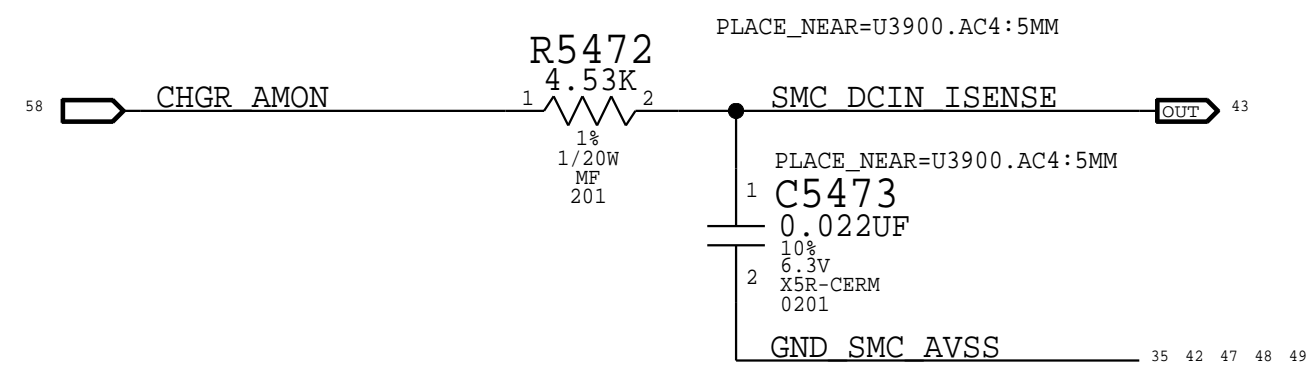 PLACE_NEAR=U3900.AC4:5MM
R5472
4.53K
58 CHGR_AMON 1 2 SMC_DCIN_ISENSE OUT 43
1%
1/20W
MF
201
PLACE_NEAR=U3900.AC4:5MM
1 C5473
0.022UF
10%
6.3V
2 X5R-CERM
0201
GND_SMC_AVSS 35 42 47 48 49